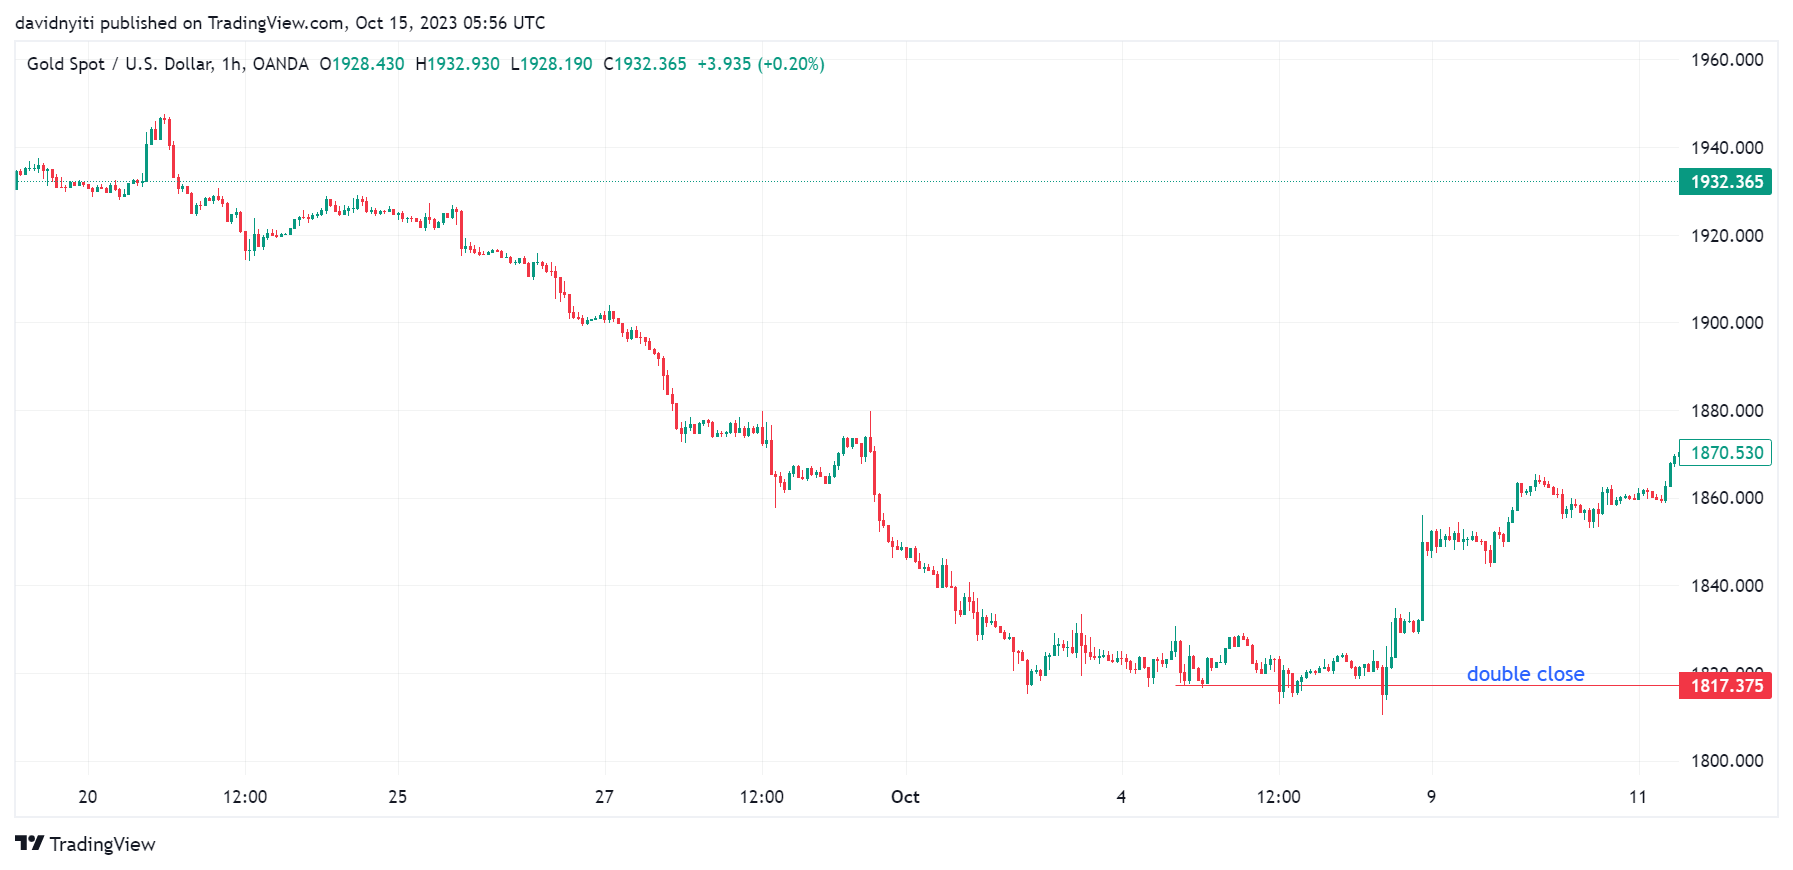 davidnyiti published on TradingView.com, Oct 15, 2023 05:56 UTC
Gold Spot / U.S. Dollar, 1h, OANDA O1928.430 H1932.930 L1928.190 C1932.365 +3.935 (+0.20%)
1960.000
1940.000
1932.365
1920.000
1900.000
1880.000
1870.530
1860.000
1840.000
1820.000
double close
1817.375
1800.000
20 12:00 25 27 12:00 Oct 4 12:00 9 11
TradingView